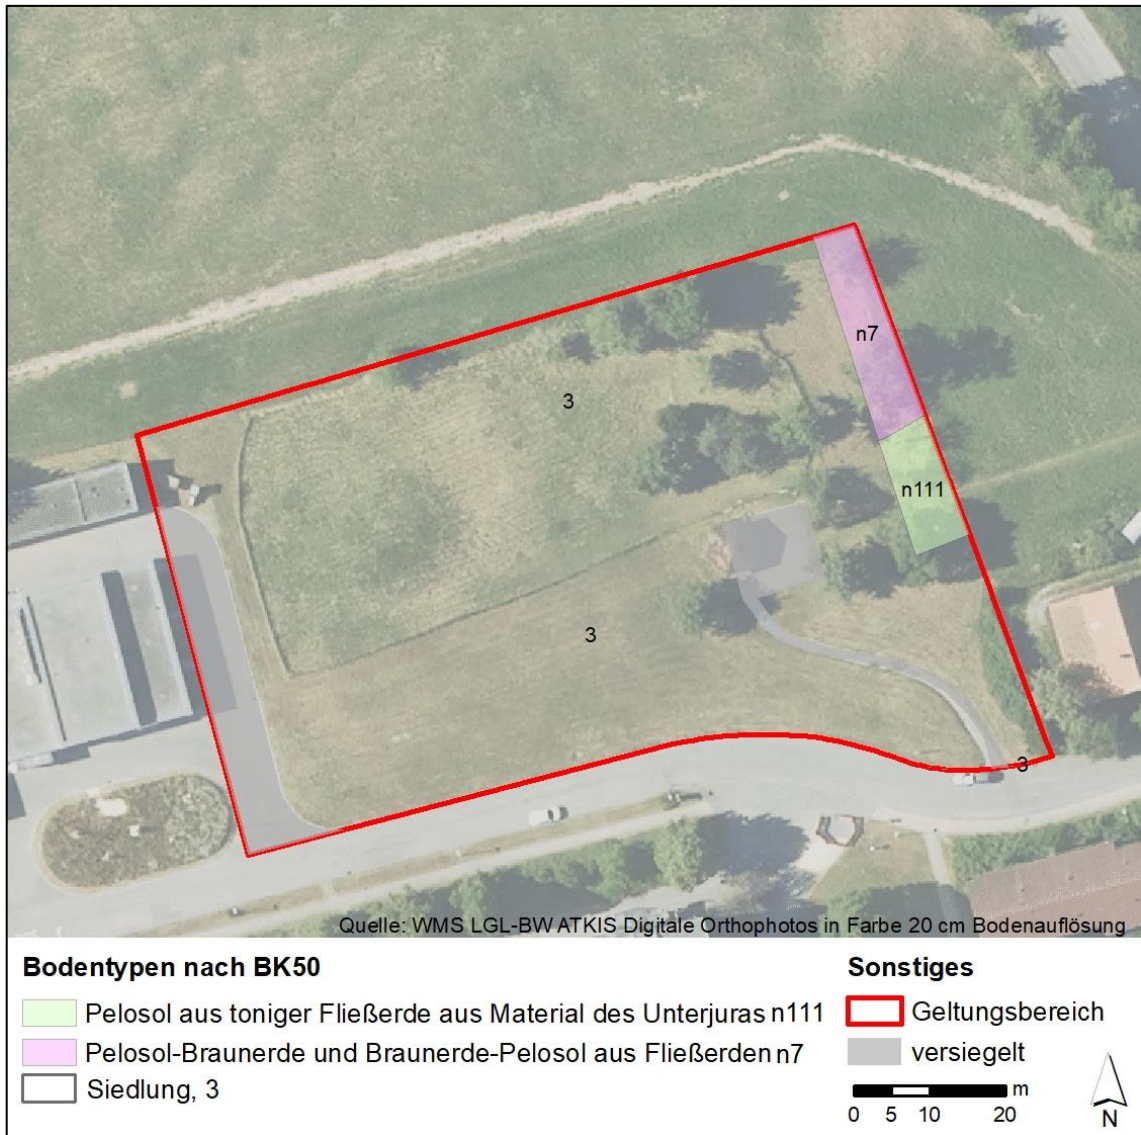 n7
3
n111
3
3
Quelle: WMS LGL-BW ATKIS Digitale Orthophotos in Farbe 20 cm Bodenauflösung
Bodentypen nach BK50
Pelosol aus toniger Fließerde aus Material des Unterjuras n111
Pelosol-Braunerde und Braunerde-Pelosol aus Fließerden n7
Siedlung, 3
Sonstiges
Geltungsbereich
versiegelt
m
0 5 10 20
N